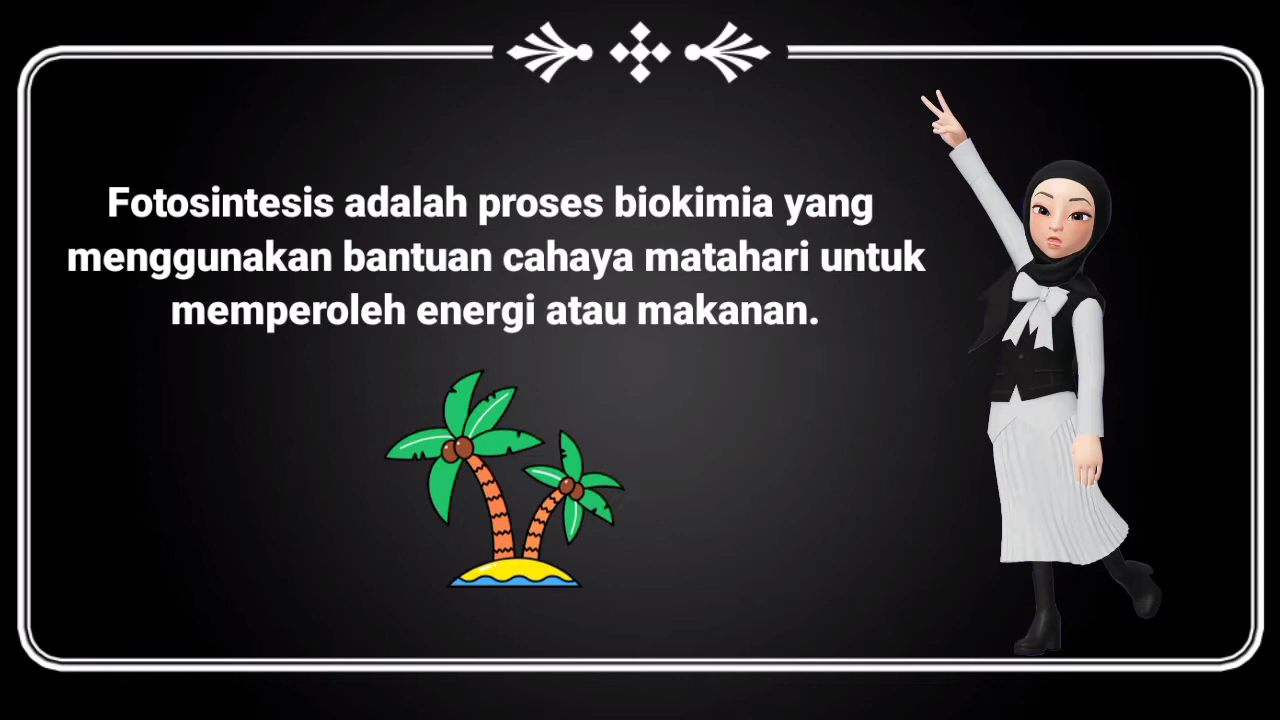 Fotosintesis adalah proses biokimia yang
menggunakan bantuan cahaya matahari untuk
memperoleh energi atau makanan.